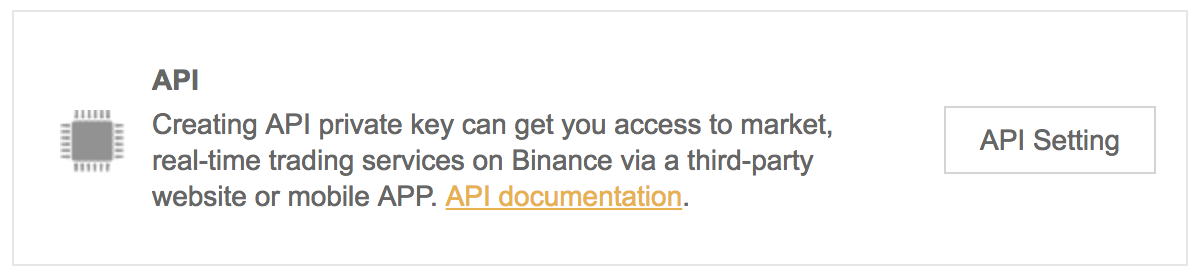 API
Creating API private key can get you access to market,
real-time trading services on Binance via a third-party
website or mobile APP. API documentation.
API Setting